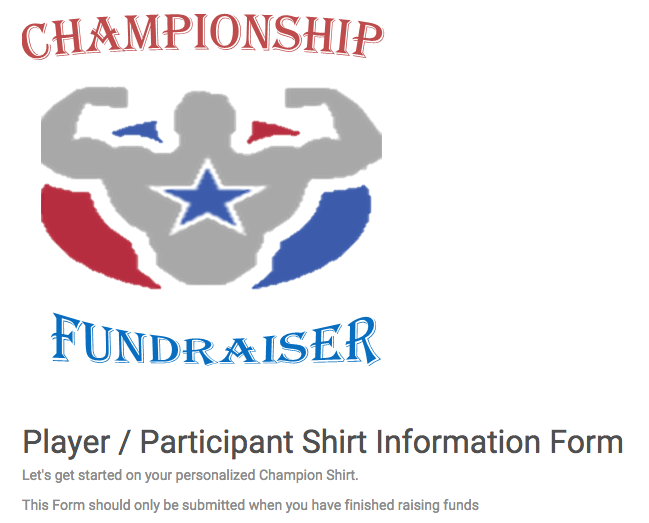 CHAMPIONSHIP
FUNDRAISER
Player / Participant Shirt Information Form
Let's get started on your personalized Champion Shirt.
This Form should only be submitted when you have finished raising funds